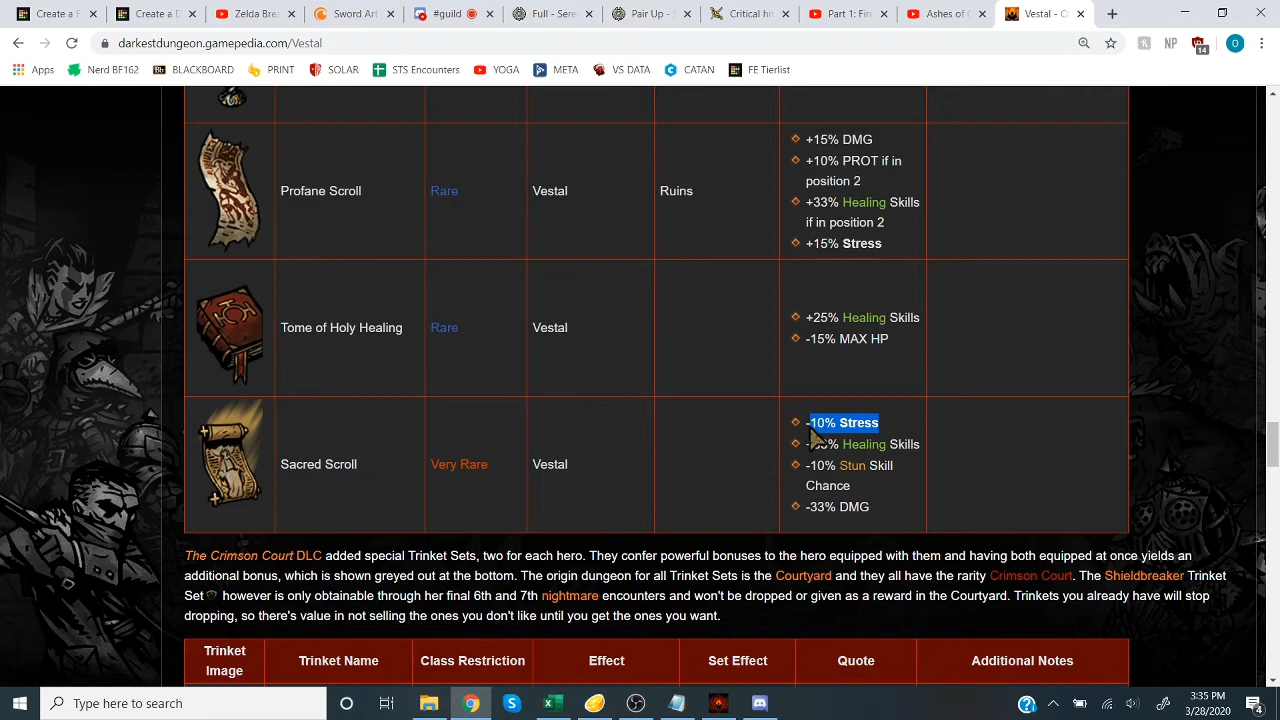 Create a F
Create a D
Zelda Brea
Sword Art
#guild
Full - Sere
Pair Up - S
Critical hit
Part 1: Fire
Ashes of C
Vestal - O
darkestdungeon.gamepedia.com/Vestal
NP
14
O
Apps
Nerd BF162
Bb BLACKBOARD
PRINT
SOLAR
STS Encounters
YOGA
META
VS DATA
CATAN
FE Tierlist
Profane Scroll
Rare
Vestal
Ruins
+15% DMG
+10% PROT if in
position 2
+33% Healing Skills
if in position 2
+15% Stress
Tome of Holy Healing
Rare
Vestal
+25% Healing Skills
-15% MAX HP
Sacred Scroll
Very Rare
Vestal
-10% Stress
Healing Skills
-10% Stun Skill
Chance
-33% DMG
The Crimson Court DLC added special Trinket Sets, two for each hero. They confer powerful bonuses to the hero equipped with them and having both equipped at once yields an
additional bonus, which is shown greyed out at the bottom. The origin dungeon for all Trinket Sets is the Courtyard and they all have the rarity Crimson Court. The Shieldbreaker Trinket
Set however is only obtainable through her final 6th and 7th nightmare encounters and won't be dropped or given as a reward in the Courtyard. Trinkets you already have will stop
dropping, so there's value in not selling the ones you don't like until you get the ones you want.
Trinket
Image
Trinket Name
Class Restriction
Effect
Set Effect
Quote
Additional Notes
Type here to search
3:35 PM
3/28/2020
4